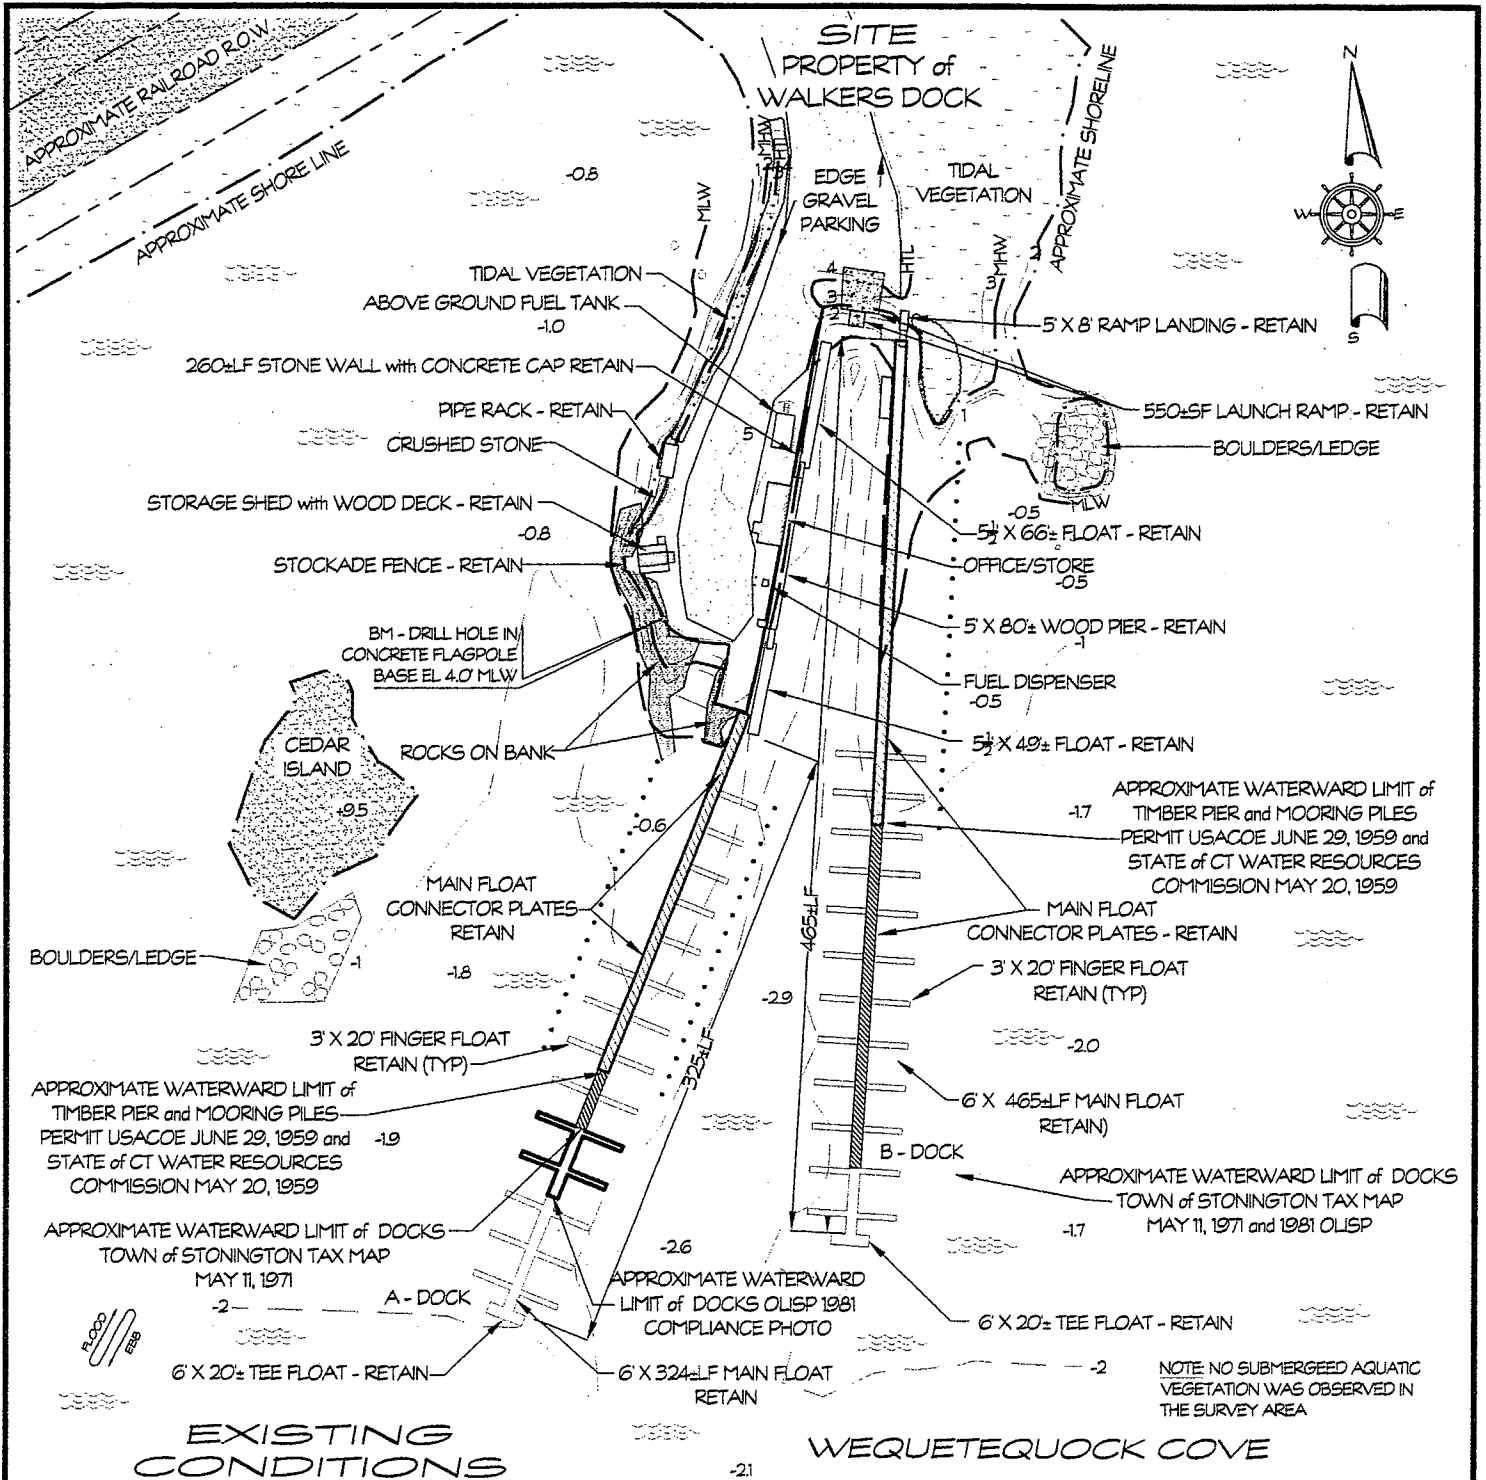 SITE
PROPERTY of
WALKERS DOCK
APPROXIMATE RAILROAD ROW
APPROXIMATE SHORE LINE
APPROXIMATE SHORELINE
N
W
E
S
MHW
HTL
MLW
-0.8
EDGE
GRAVEL
PARKING
TIDAL
VEGETATION
HTL
MHW
1
2
3
4
3
2
3
2
1
TIDAL VEGETATION
ABOVE GROUND FUEL TANK
-1.0
260±LF STONE WALL with CONCRETE CAP RETAIN
PIPE RACK - RETAIN
CRUSHED STONE
STORAGE SHED with WOOD DECK - RETAIN
-0.8
STOCKADE FENCE - RETAIN
BM - DRILL HOLE IN
CONCRETE FLAGPOLE
BASE EL 4.0' MLW
ROCKS ON BANK
5
5' X 8' RAMP LANDING - RETAIN
550±SF LAUNCH RAMP - RETAIN
BOULDERS/LEDGE
MLW
-0.5
5½' X 66'± FLOAT - RETAIN
OFFICE/STORE
-0.5
5' X 80'± WOOD PIER - RETAIN
-1
FUEL DISPENSER
-0.5
5½' X 49'± FLOAT - RETAIN
CEDAR
ISLAND
+9.5
BOULDERS/LEDGE
-1
-0.6
MAIN FLOAT
CONNECTOR PLATES
RETAIN
-1.8
APPROXIMATE WATERWARD LIMIT of
TIMBER PIER and MOORING PILES
PERMIT USACOE JUNE 29, 1959 and
STATE of CT WATER RESOURCES
COMMISSION MAY 20, 1959
-1.7
MAIN FLOAT
CONNECTOR PLATES - RETAIN
3' X 20' FINGER FLOAT
RETAIN (TYP)
465±LF
-2.9
325±LF
-2.0
3' X 20' FINGER FLOAT
RETAIN (TYP)
APPROXIMATE WATERWARD LIMIT of
TIMBER PIER and MOORING PILES
PERMIT USACOE JUNE 29, 1959 and
STATE of CT WATER RESOURCES
COMMISSION MAY 20, 1959
-1.9
6' X 465±LF MAIN FLOAT
RETAIN)
B - DOCK
APPROXIMATE WATERWARD LIMIT of DOCKS
TOWN of STONINGTON TAX MAP
MAY 11, 1971 and 1981 OLISP
-1.7
APPROXIMATE WATERWARD LIMIT of DOCKS
TOWN of STONINGTON TAX MAP
MAY 11, 1971
-2
A - DOCK
-2.6
APPROXIMATE WATERWARD
LIMIT of DOCKS OLISP 1981
COMPLIANCE PHOTO
6' X 20'± TEE FLOAT - RETAIN
FLOOD
EBB
6' X 20'± TEE FLOAT - RETAIN
6' X 324±LF MAIN FLOAT
RETAIN
-2
NOTE: NO SUBMERGEED AQUATIC
VEGETATION WAS OBSERVED IN
THE SURVEY AREA
EXISTING
CONDITIONS
WEQUETEQUOCK COVE
-2.1